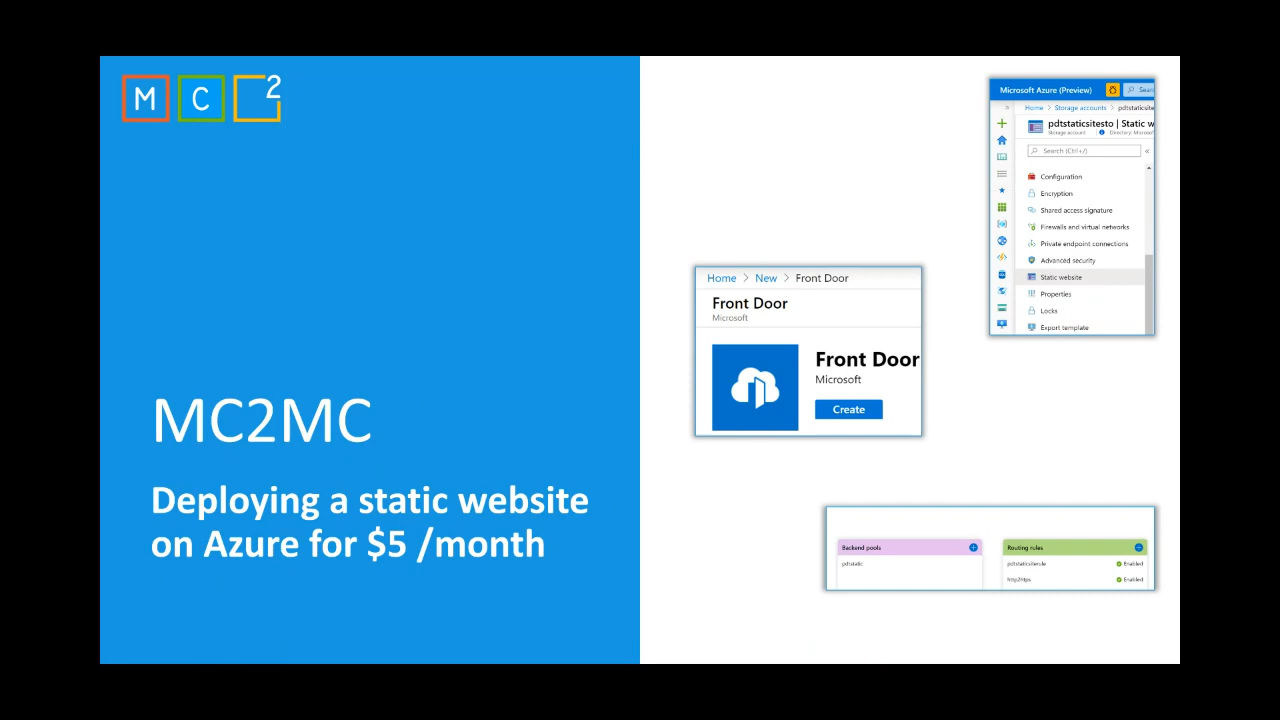 M C 2
MC2MC
Deploying a static website
on Azure for $5 /month
Home > New > Front Door
Front Door
Microsoft
Front Door
Microsoft
Create
Microsoft Azure (Preview)
Home > Storage accounts > pdtstaticsite
pdtstaticsitesto | Static w
Storage account Directory: Microsof
Search (Ctrl+/) «
Configuration
Encryption
Shared access signature
Firewalls and virtual networks
Private endpoint connections
Advanced security
Static website
Properties
Locks
Export template
Backend pools
pdtstatic
Routing rules
pdtstaticsiterule Enabled
http2https Enabled